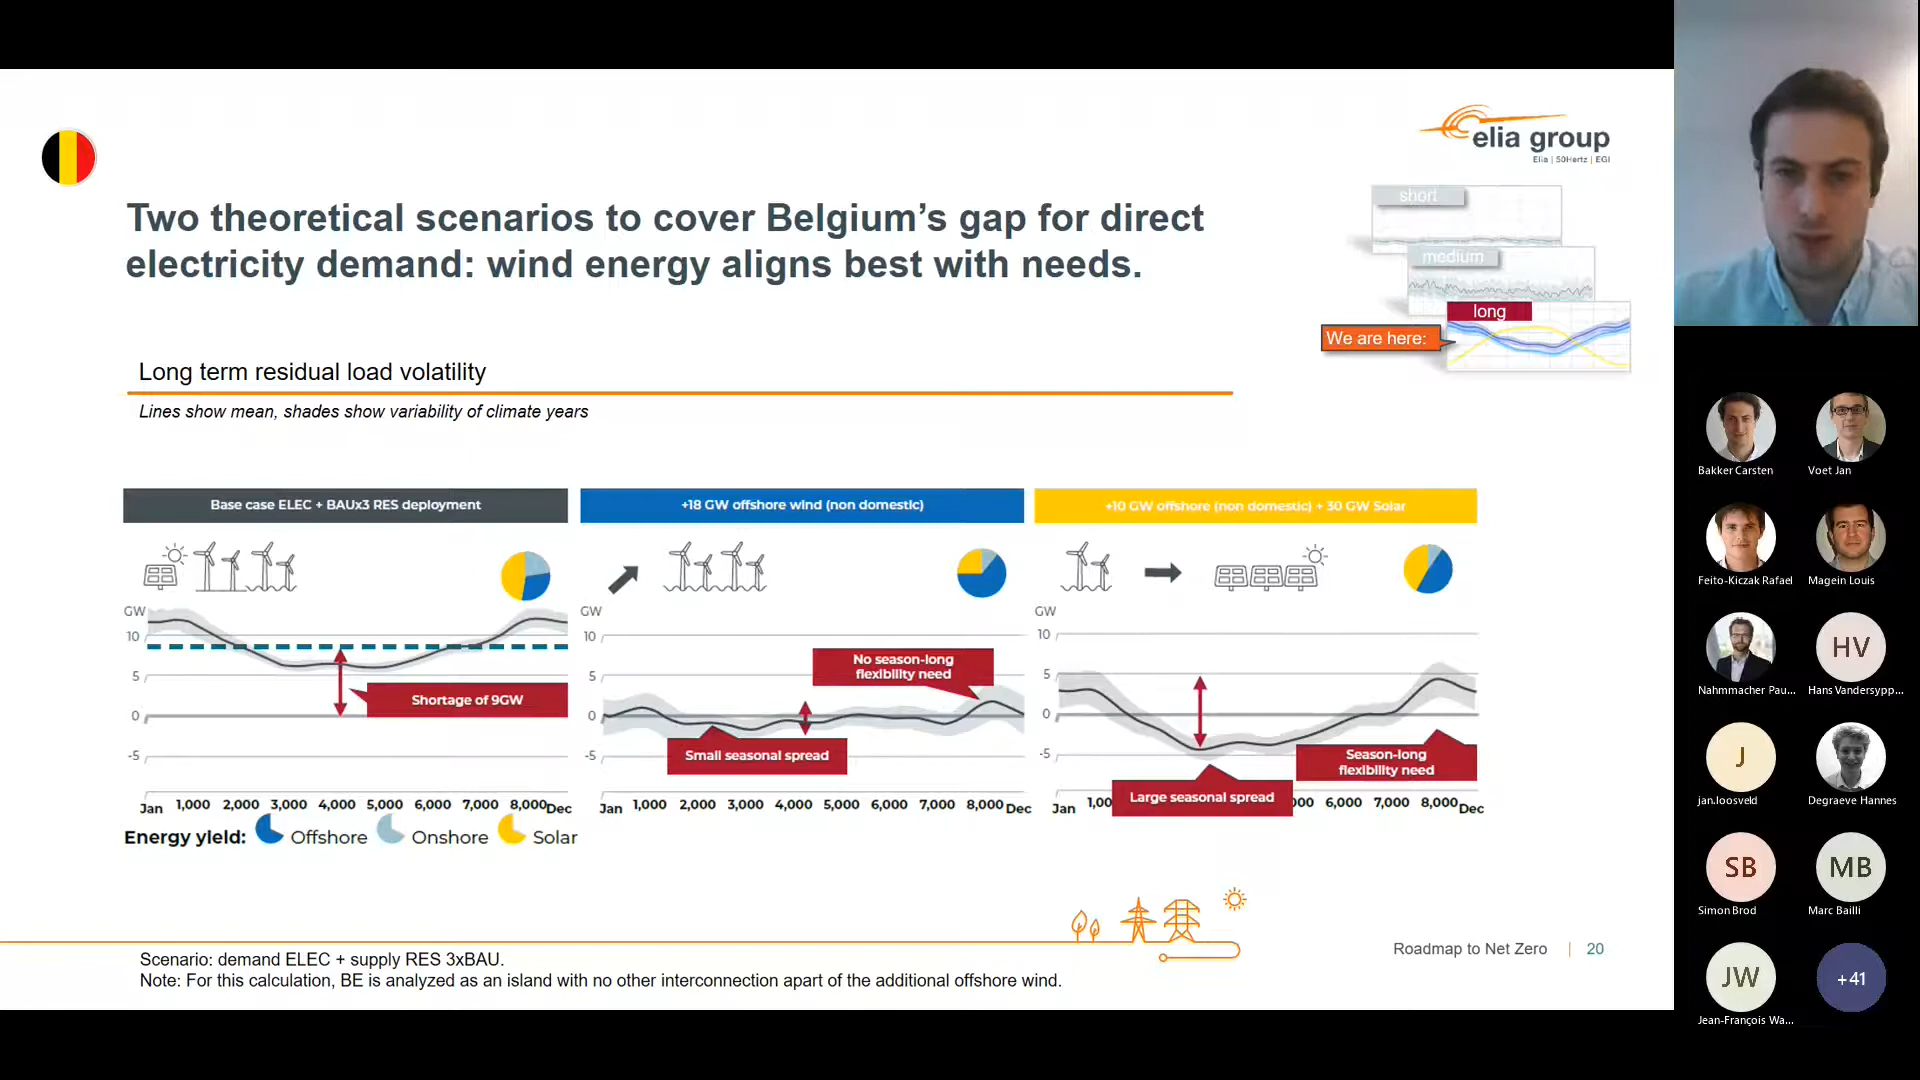 elia group
Elia | 50Hertz | EGI
Two theoretical scenarios to cover Belgium’s gap for direct
electricity demand: wind energy aligns best with needs.
short
medium
long
We are here:
Long term residual load volatility
Lines show mean, shades show variability of climate years
Base case ELEC + BAUx3 RES deployment
GW
10
5
0
-5
Shortage of 9GW
Jan 1,000 2,000 3,000 4,000 5,000 6,000 7,000 8,000 Dec
+18 GW offshore wind (non domestic)
GW
10
5
0
-5
No season-long
flexibility need
Small seasonal spread
Jan 1,000 2,000 3,000 4,000 5,000 6,000 7,000 8,000 Dec
+10 GW offshore (non domestic) + 30 GW Solar
GW
10
5
0
-5
Season-long
flexibility need
Large seasonal spread
Jan 1,00 000 6,000 7,000 8,000 Dec
Energy yield: Offshore Onshore Solar
Scenario: demand ELEC + supply RES 3xBAU.
Note: For this calculation, BE is analyzed as an island with no other interconnection apart of the additional offshore wind.
Roadmap to Net Zero | 20
Bakker Carsten
Voet Jan
Feito-Kiczak Rafael
Magein Louis
Nahmmacher Pau...
HV
Hans Vandersypp...
J
jan.loosveld
Degraeve Hannes
SB
Simon Brod
MB
Marc Bailli
JW
Jean-François Wa...
+41